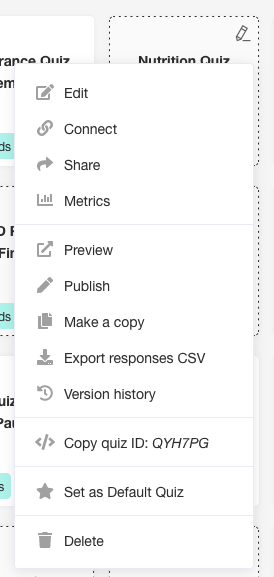 rance Quiz
Nutrition Quiz
em
ds
Edit
Connect
Share
Metrics
Preview
Publish
Make a copy
Export responses CSV
Version history
Copy quiz ID: QYH7PG
Set as Default Quiz
Delete
Fir
ds
uiz
Pau
s